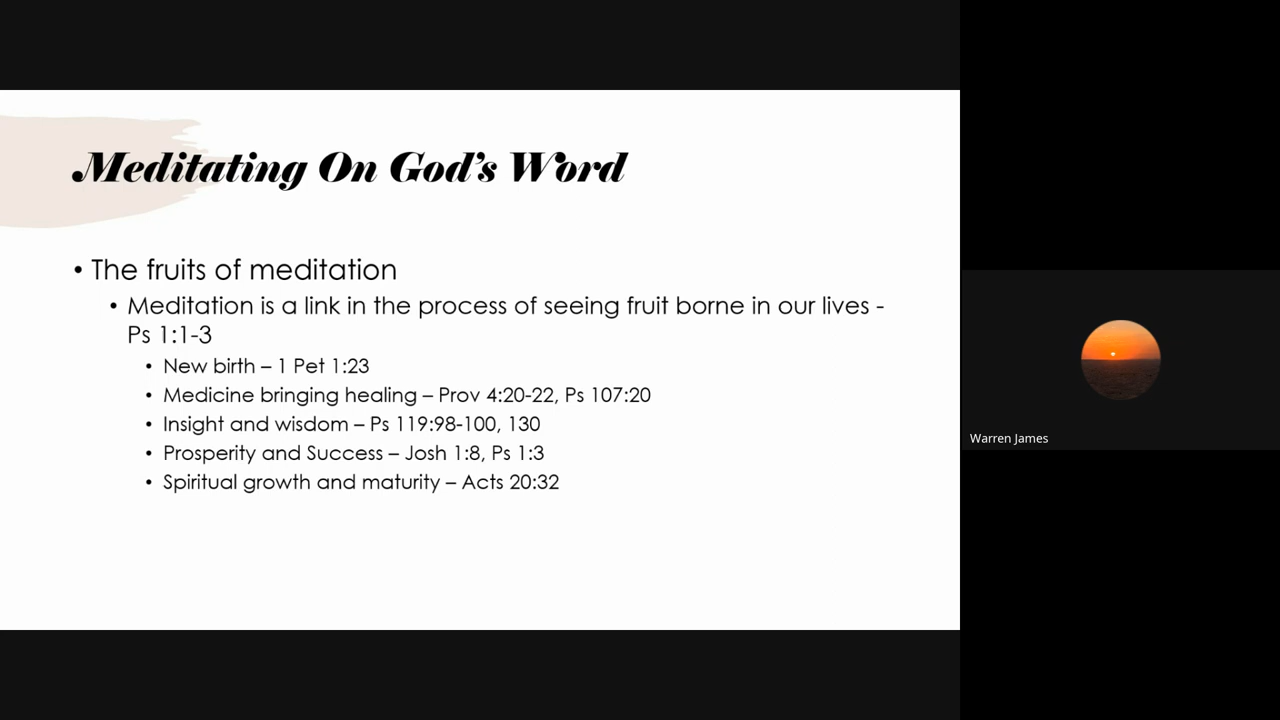 Meditating On God's Word
• The fruits of meditation
• Meditation is a link in the process of seeing fruit borne in our lives -
Ps 1:1-3
• New birth – 1 Pet 1:23
• Medicine bringing healing – Prov 4:20-22, Ps 107:20
• Insight and wisdom – Ps 119:98-100, 130
• Prosperity and Success – Josh 1:8, Ps 1:3
• Spiritual growth and maturity – Acts 20:32
Warren James